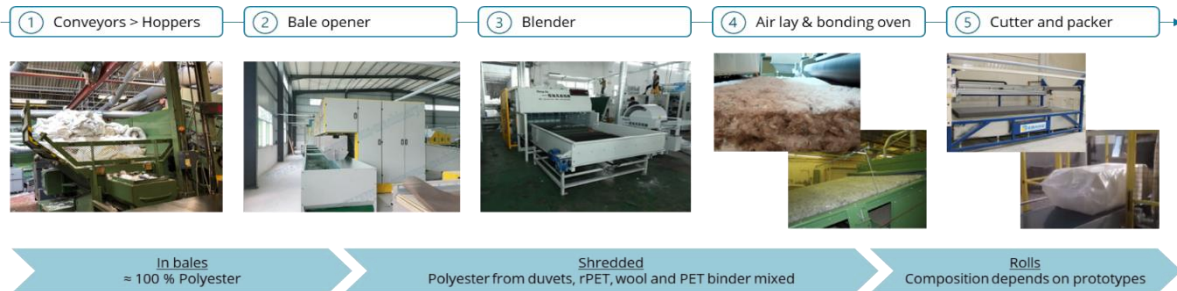 1 Conveyors > Hoppers
2 Bale opener
3 Blender
4 Air lay & bonding oven
5 Cutter and packer
In bales
≈ 100 % Polyester
Shredded
Polyester from duvets, rPET, wool and PET binder mixed
Rolls
Composition depends on prototypes